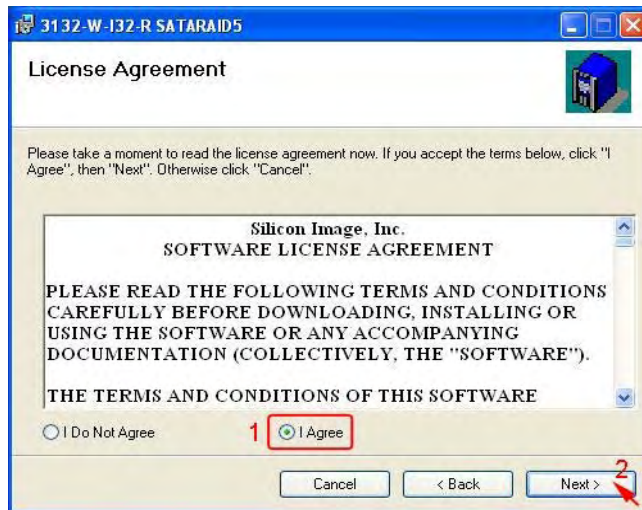 3132-W-I32-R SATARAID5
License Agreement
Please take a moment to read the license agreement now. If you accept the terms below, click "I
Agree", then "Next". Otherwise click "Cancel".
Silicon Image, Inc.
SOFTWARE LICENSE AGREEMENT
PLEASE READ THE FOLLOWING TERMS AND CONDITIONS
CAREFULLY BEFORE DOWNLOADING, INSTALLING OR
USING THE SOFTWARE OR ANY ACCOMPANYING
DOCUMENTATION (COLLECTIVELY, THE "SOFTWARE").
THE TERMS AND CONDITIONS OF THIS SOFTWARE
I Do Not Agree 1 I Agree
Cancel < Back Next > 2